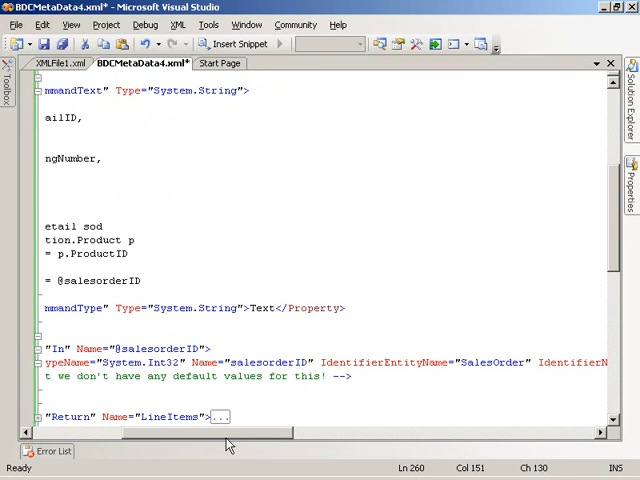 BDCMetaData4.xml* - Microsoft Visual Studio
File Edit View Project Debug XML Tools Window Community Help
Insert Snippet
XMLFile1.xml BDCMetaData4.xml* Start Page
Toolbox
Solution Explorer
Properties
mmandText" Type="System.String">
ailID,
ngNumber,
etail sod
tion.Product p
= p.ProductID
= @salesorderID
mmandType" Type="System.String">Text</Property>
"In" Name="@salesorderID">
ypeName="System.Int32" Name="salesorderID" IdentifierEntityName="SalesOrder" IdentifierN
t we don't have any default values for this! -->
"Return" Name="LineItems">...
Error List
Ready Ln 260 Col 151 Ch 130 INS